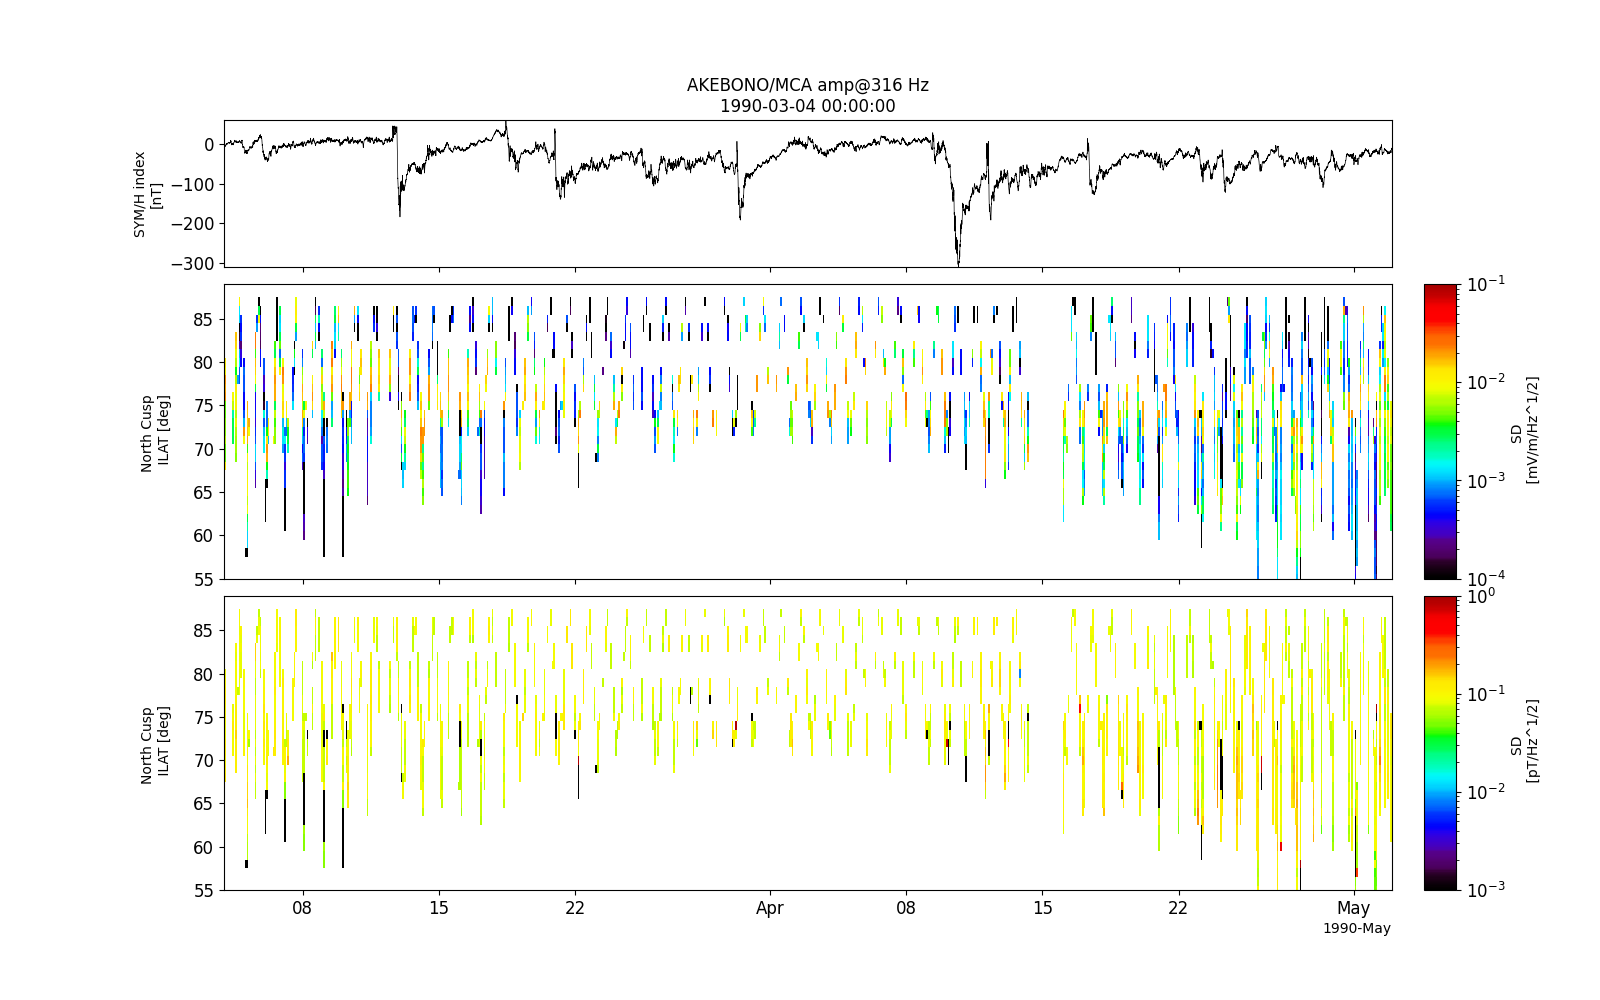 AKEBONO/MCA amp@316 Hz
1990-03-04 00:00:00
SYM/H index
[nT]
0
−100
−200
−300
North Cusp
ILAT [deg]
85
80
75
70
65
60
55
10^−1
10^−2
10^−3
10^−4
SD
[mV/m/Hz^1/2]
North Cusp
ILAT [deg]
85
80
75
70
65
60
55
10^0
10^−1
10^−2
10^−3
SD
[pT/Hz^1/2]
08 15 22 Apr 08 15 22 May
1990-May